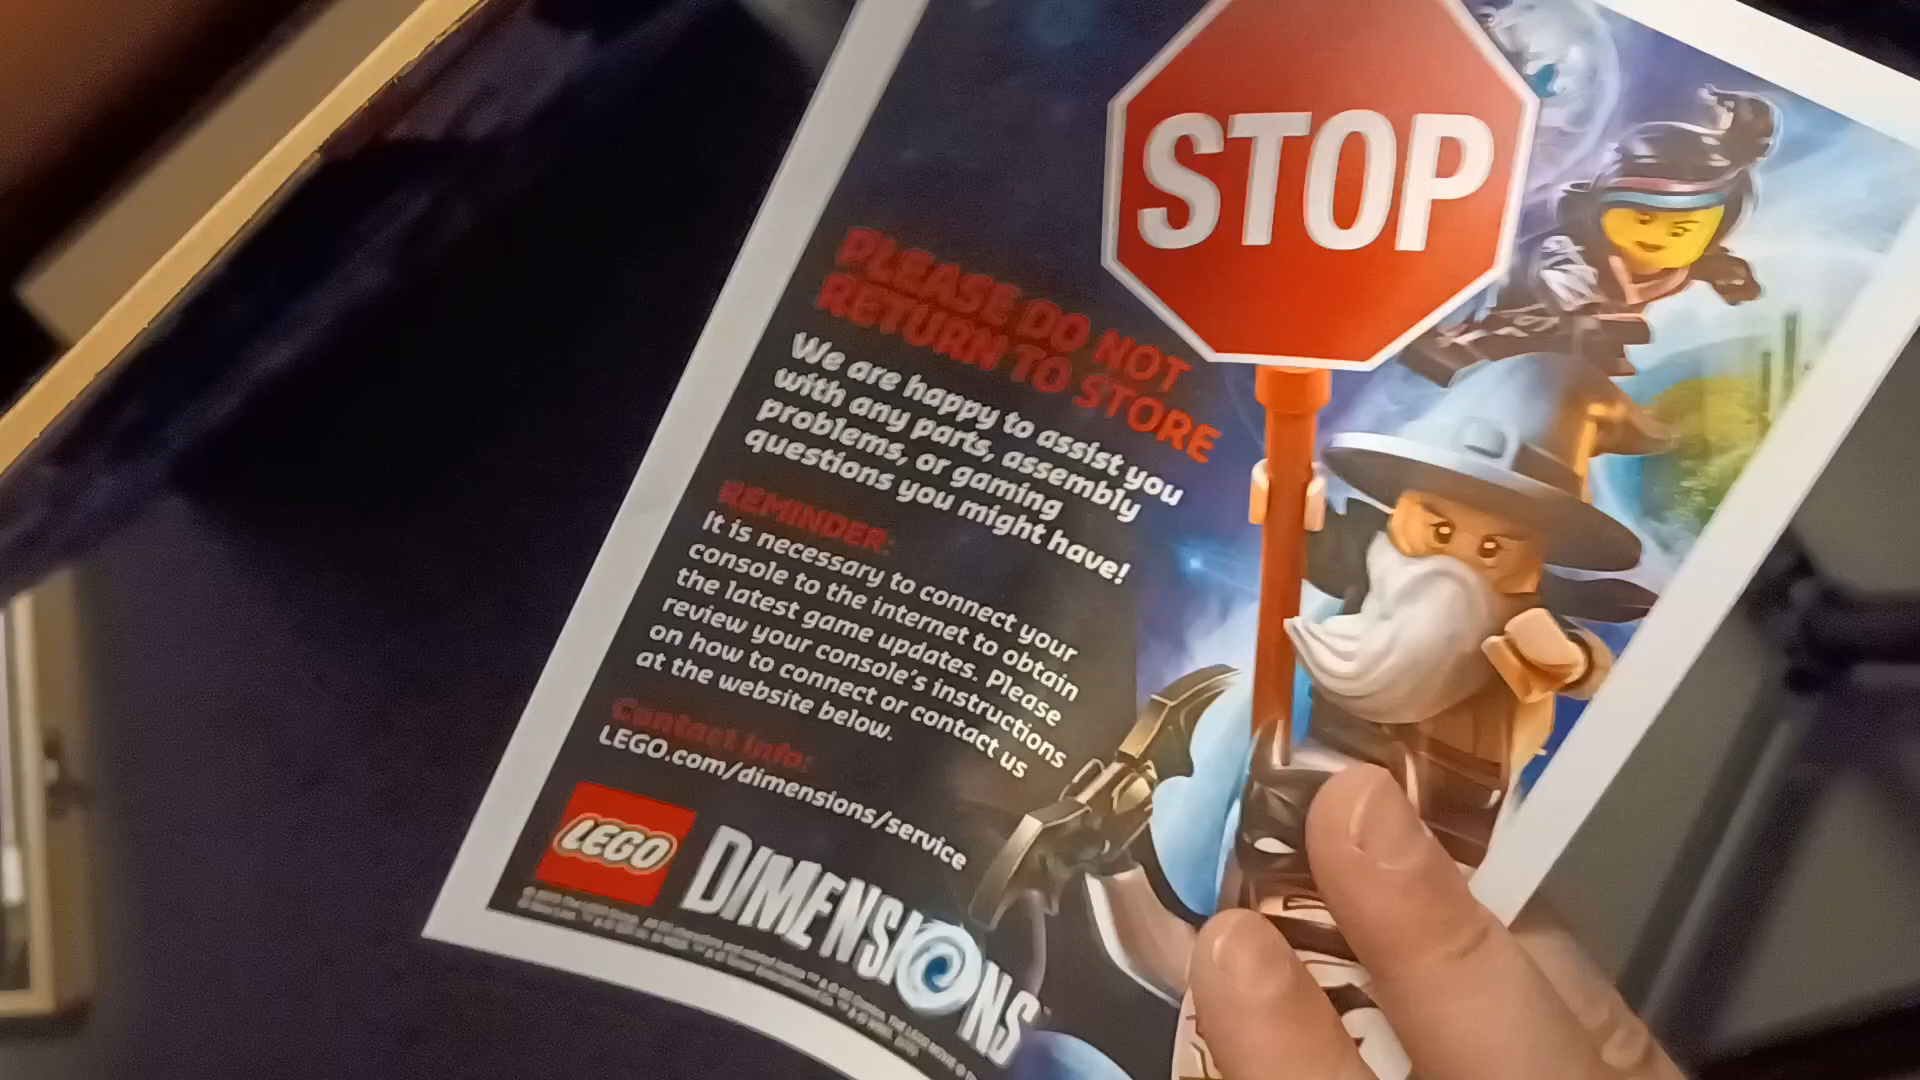 STOP
PLEASE DO NOT
RETURN TO STORE
We are happy to assist you
with any parts, assembly
problems, or gaming
questions you might have!
REMINDER:
It is necessary to connect your
console to the internet to obtain
the latest game updates. Please
review your console's instructions
on how to connect or contact us
at the website below.
Contact info:
LEGO.com/dimensions/service
LEGO
DIMENSIONS